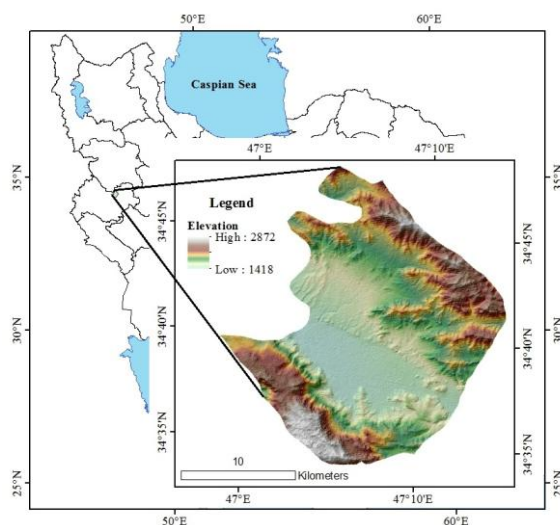 50°E 60°E
Caspian Sea
47°E 47°10'E
35°N
35°N
Legend
Elevation
High : 2872
Low : 1418
34°45'N
34°45'N
30°N
30°N
34°40'N
34°40'N
34°35'N
34°35'N
25°N
25°N
10
Kilometers
47°E 47°10'E
50°E 60°E